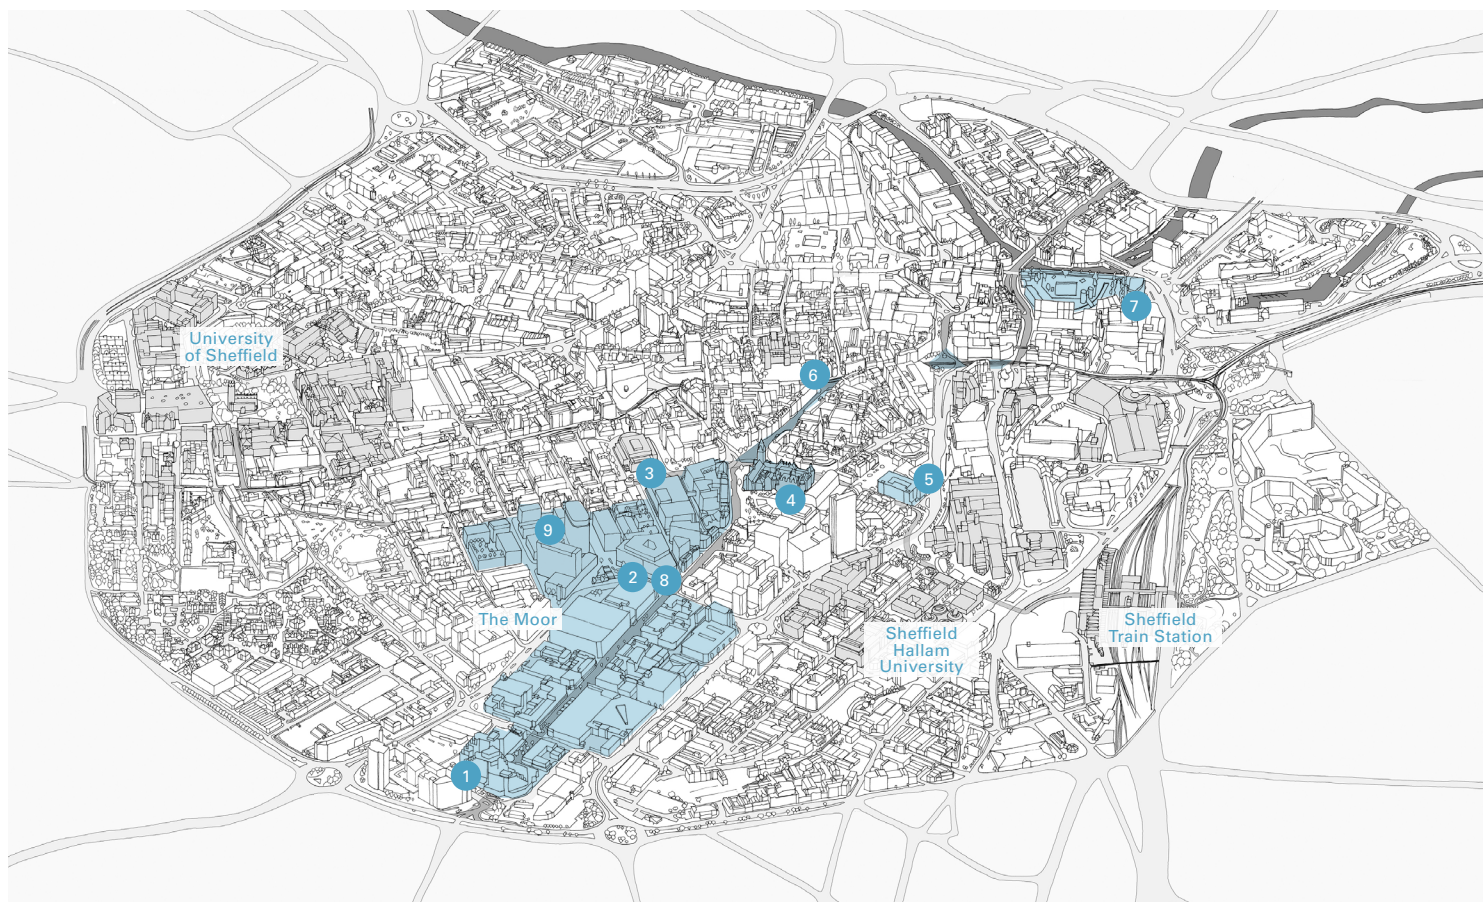 7
University
of Sheffield
6
3
5
4
9
2
8
The Moor
Sheffield
Train Station
Sheffield
Hallam
University
1